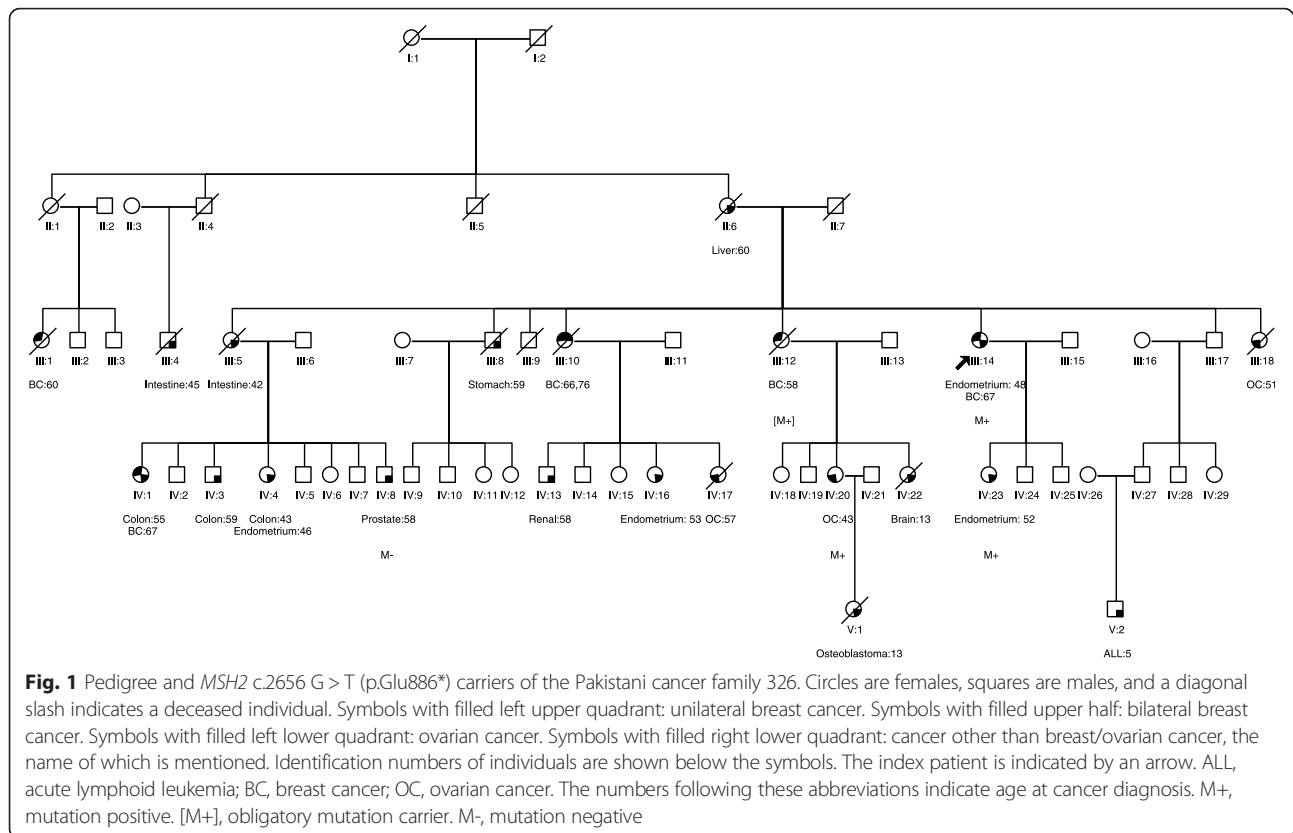 I:1 I:2
II:1 II:2 II:3 II:4 II:5 II:6 II:7
Liver:60
III:1 III:2 III:3 III:4 III:5 III:6 III:7 III:8 III:9 III:10 III:11 III:12 III:13 III:14 III:15 III:16 III:17 III:18
BC:60 Intestine:45 Intestine:42 Stomach:59 BC:66,76 BC:58 Endometrium: 48 OC:51
BC:67
[M+] M+
IV:1 IV:2 IV:3 IV:4 IV:5 IV:6 IV:7 IV:8 IV:9 IV:10 IV:11 IV:12 IV:13 IV:14 IV:15 IV:16 IV:17 IV:18 IV:19 IV:20 IV:21 IV:22 IV:23 IV:24 IV:25 IV:26 IV:27 IV:28 IV:29
Colon:55 Colon:59 Colon:43 Prostate:58 Renal:58 Endometrium: 53 OC:57 OC:43 Brain:13 Endometrium: 52
BC:67 Endometrium:46
M- M+ M+
V:1 V:2
Osteoblastoma:13 ALL:5
Fig. 1 Pedigree and MSH2 c.2656 G > T (p.Glu886*) carriers of the Pakistani cancer family 326. Circles are females, squares are males, and a diagonal
slash indicates a deceased individual. Symbols with filled left upper quadrant: unilateral breast cancer. Symbols with filled upper half: bilateral breast
cancer. Symbols with filled left lower quadrant: ovarian cancer. Symbols with filled right lower quadrant: cancer other than breast/ovarian cancer, the
name of which is mentioned. Identification numbers of individuals are shown below the symbols. The index patient is indicated by an arrow. ALL,
acute lymphoid leukemia; BC, breast cancer; OC, ovarian cancer. The numbers following these abbreviations indicate age at cancer diagnosis. M+,
mutation positive. [M+], obligatory mutation carrier. M-, mutation negative